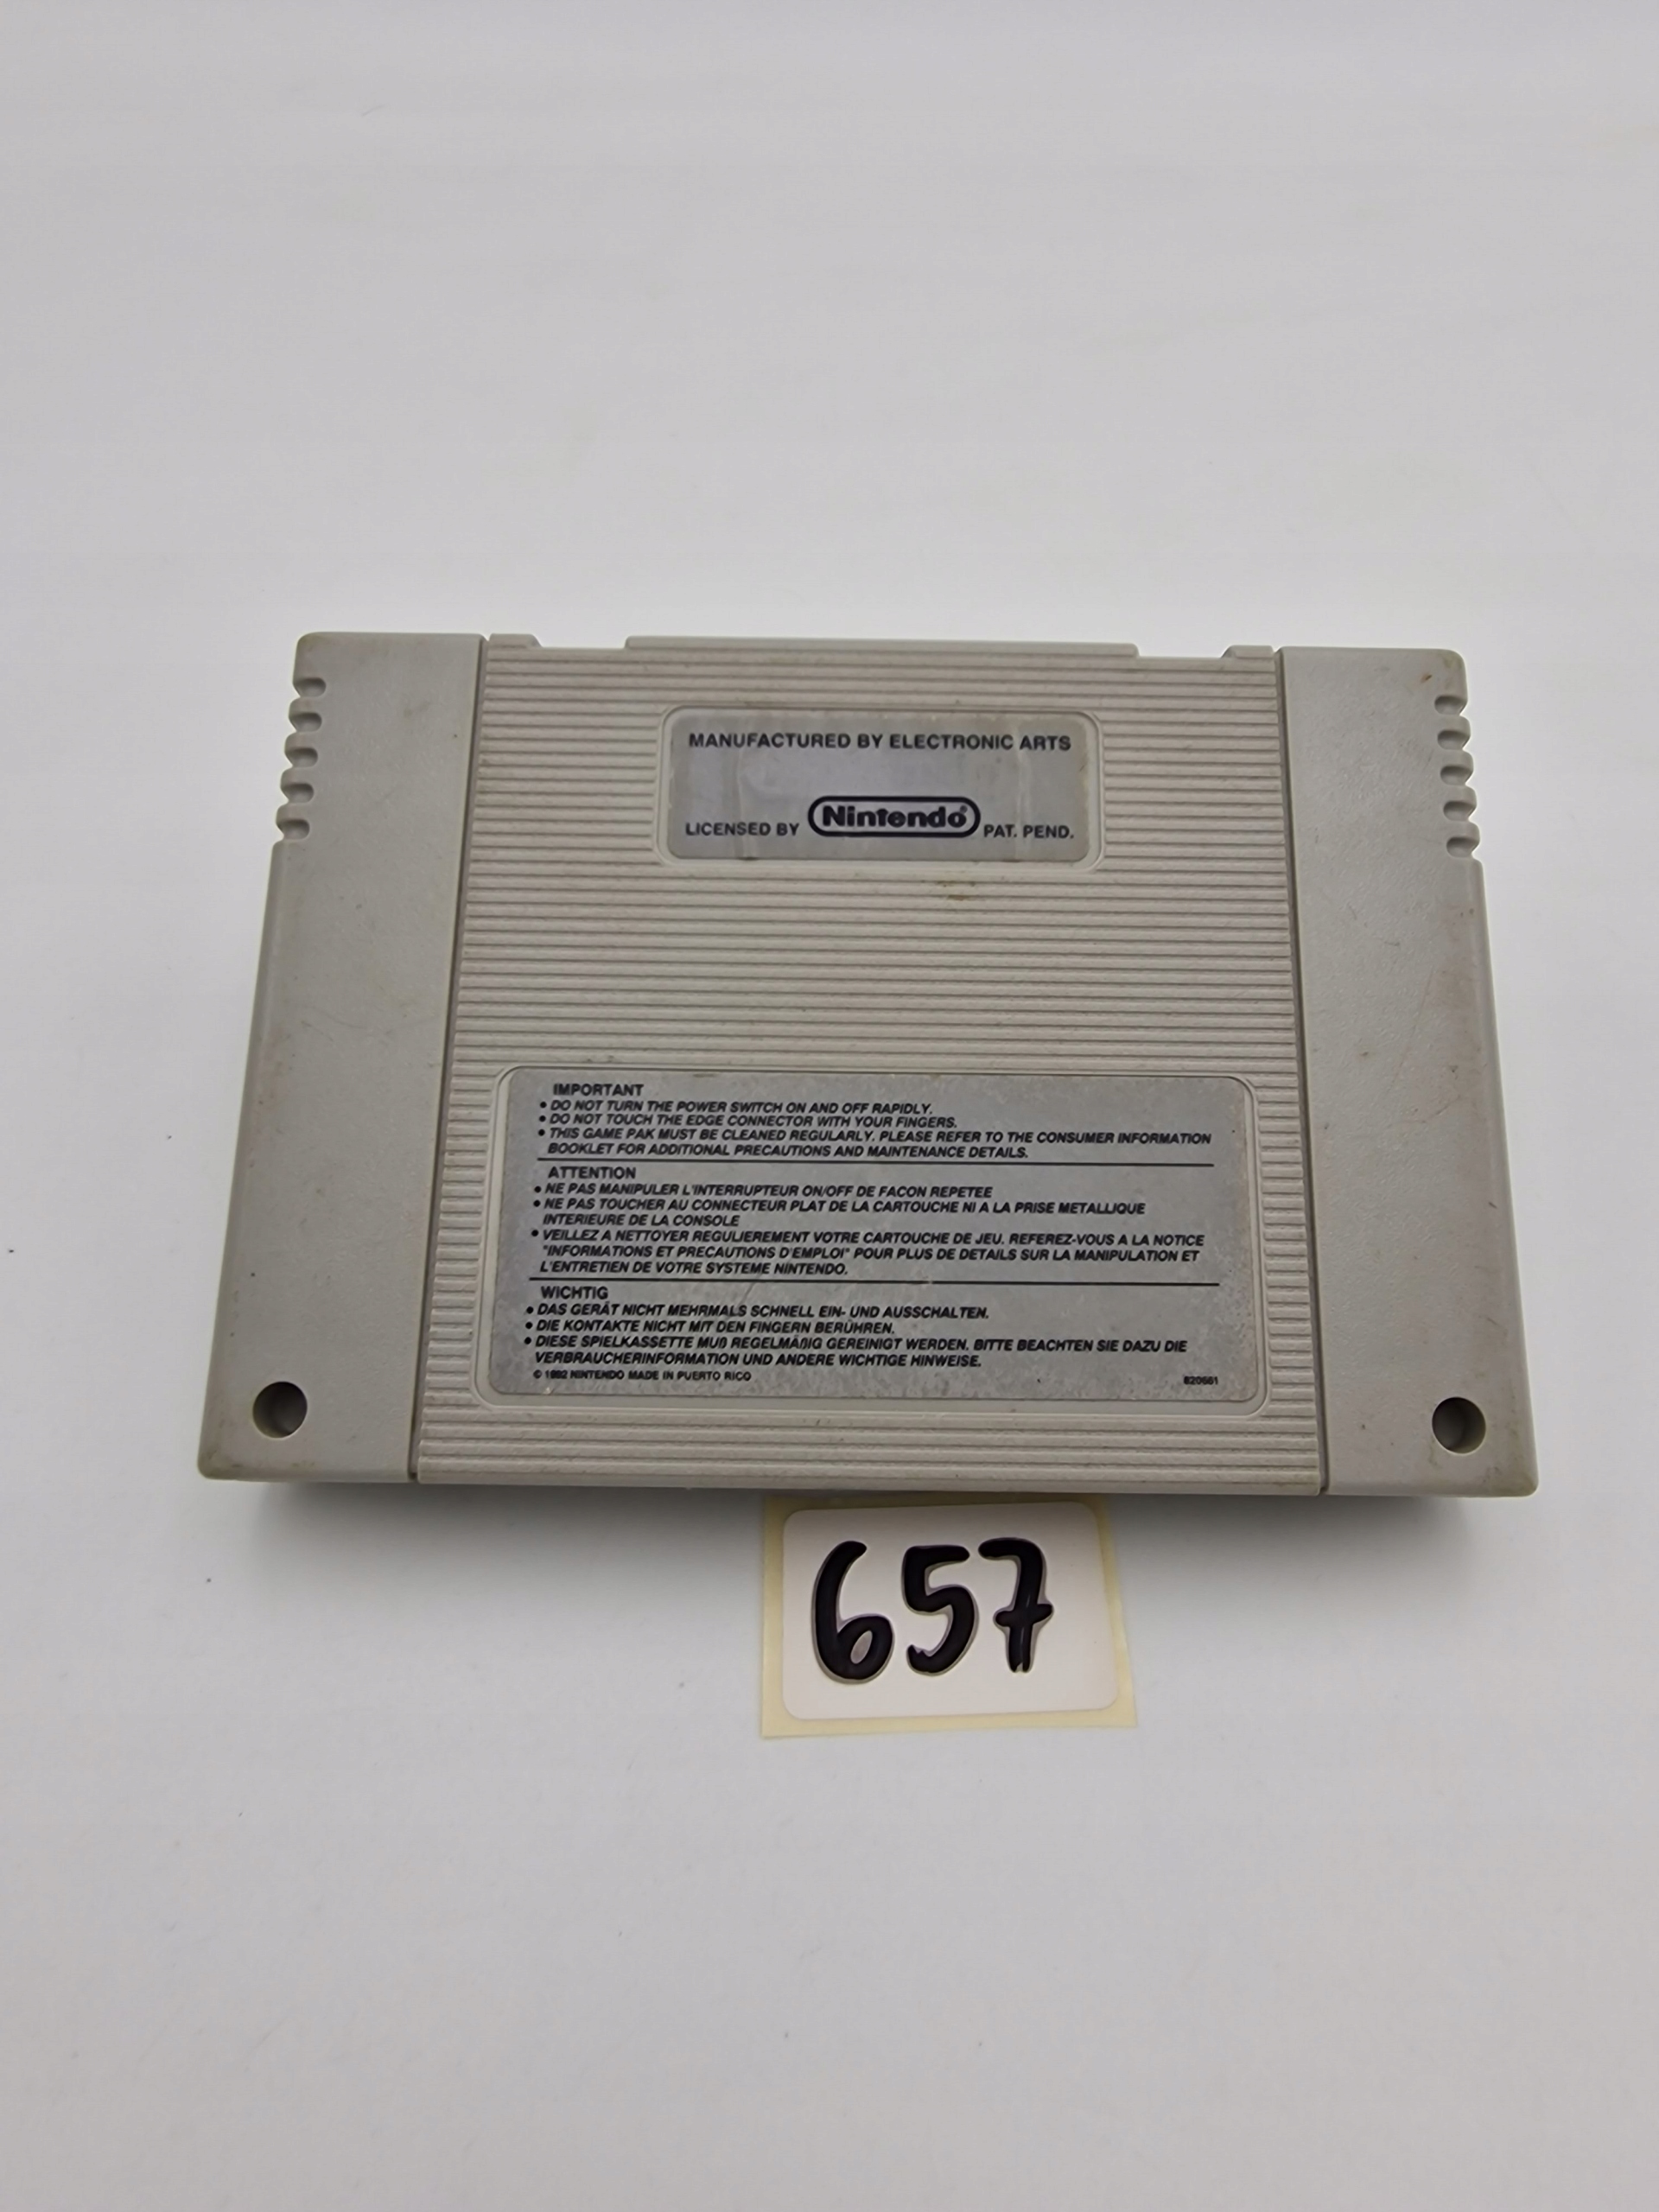 MANUFACTURED BY ELECTRONIC ARTS
LICENSED BY Nintendo® PAT. PEND.
IMPORTANT
• DO NOT TURN THE POWER SWITCH ON AND OFF RAPIDLY.
• DO NOT TOUCH THE EDGE CONNECTOR WITH YOUR FINGERS.
• THIS GAME PAK MUST BE CLEANED REGULARLY. PLEASE REFER TO THE CONSUMER INFORMATION
BOOKLET FOR ADDITIONAL PRECAUTIONS AND MAINTENANCE DETAILS.
ATTENTION
• NE PAS MANIPULER L'INTERRUPTEUR ON/OFF DE FACON REPETEE
• NE PAS TOUCHER AU CONNECTEUR PLAT DE LA CARTOUCHE NI A LA PRISE METALLIQUE
INTERIEURE DE LA CONSOLE
• VEILLEZ A NETTOYER REGULIEREMENT VOTRE CARTOUCHE DE JEU. REFEREZ-VOUS A LA NOTICE
"INFORMATIONS ET PRECAUTIONS D'EMPLOI" POUR PLUS DE DETAILS SUR LA MANIPULATION ET
L'ENTRETIEN DE VOTRE SYSTEME NINTENDO.
WICHTIG
• DAS GERÄT NICHT MEHRMALS SCHNELL EIN- UND AUSSCHALTEN.
• DIE KONTAKTE NICHT MIT DEN FINGERN BERÜHREN.
• DIESE SPIELKASSETTE MUß REGELMÄßIG GEREINIGT WERDEN. BITTE BEACHTEN SIE DAZU DIE
VERBRAUCHERINFORMATION UND ANDERE WICHTIGE HINWEISE.
© 1992 NINTENDO MADE IN PUERTO RICO
657